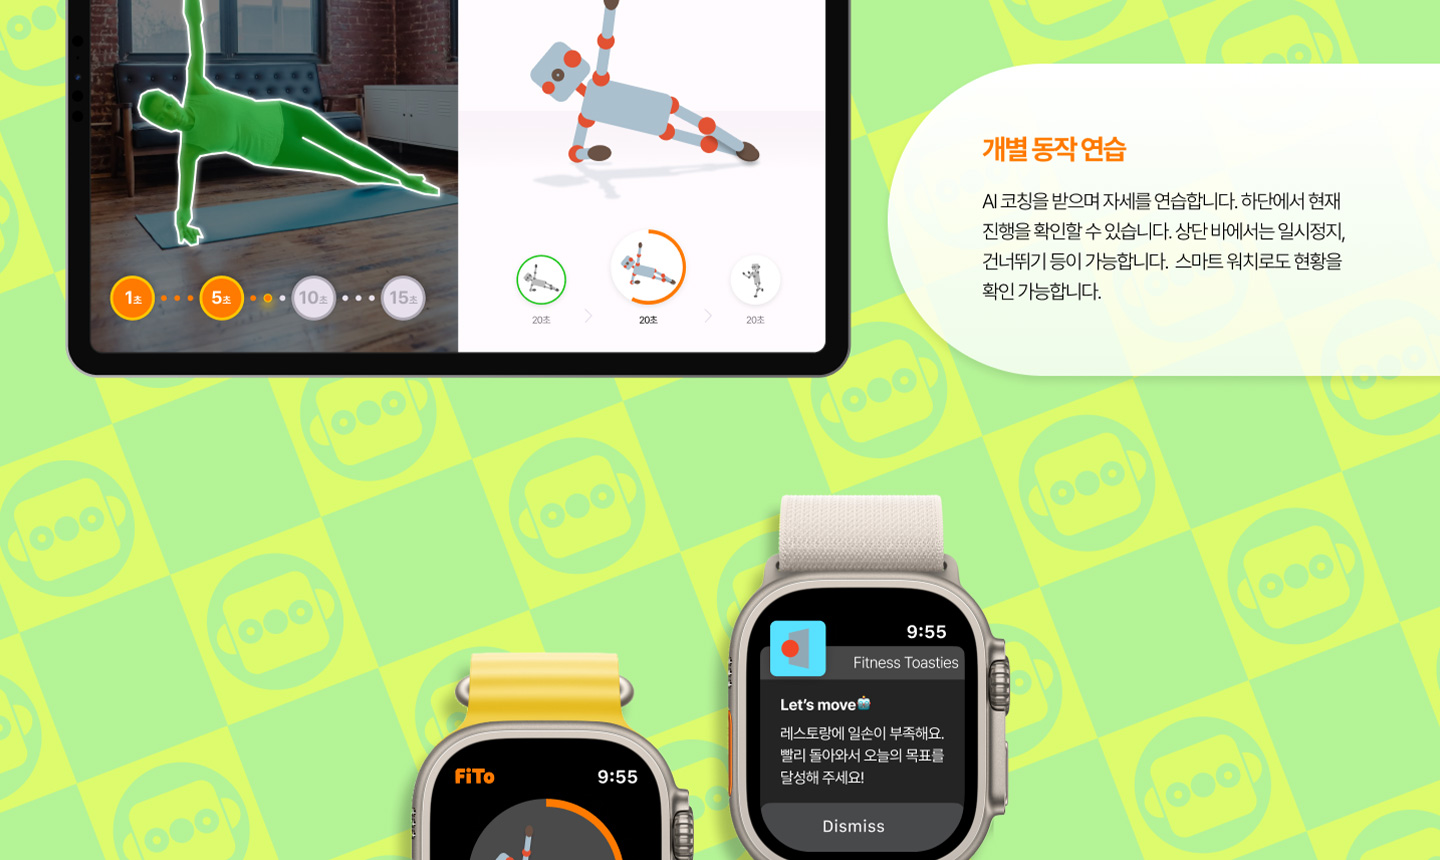 개별 동작 연습
AI 코칭을 받으며 자세를 연습합니다. 하단에서 현재
진행을 확인할 수 있습니다. 상단 바에서는 일시정지,
건너뛰기 등이 가능합니다. 스마트 워치로도 현황을
확인 가능합니다.
1초 5초 10초 15초
20초 20초 20초
9:55
Fitness Toasties
Let's move
레스토랑에 일손이 부족해요.
빨리 돌아와서 오늘의 목표를
달성해 주세요!
Dismiss
FiTo 9:55